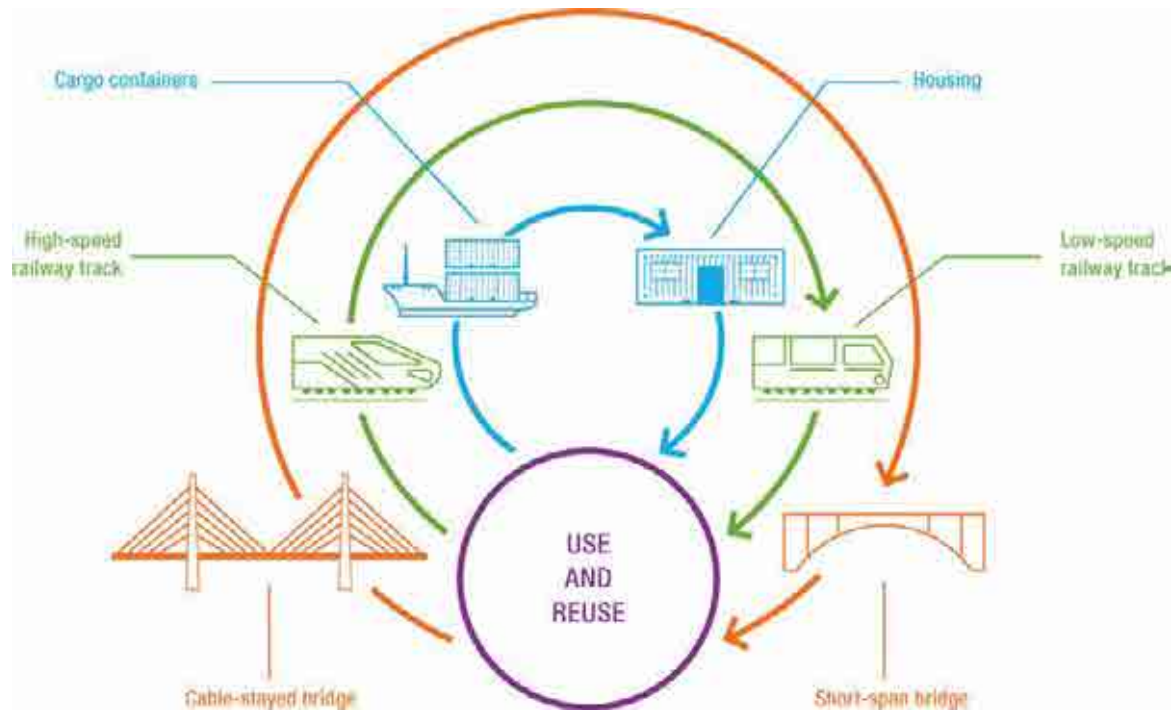 Cargo containers
Housing
High-speed
railway track
Low-speed
railway track
USE
AND
REUSE
Cable-stayed bridge
Short-span bridge